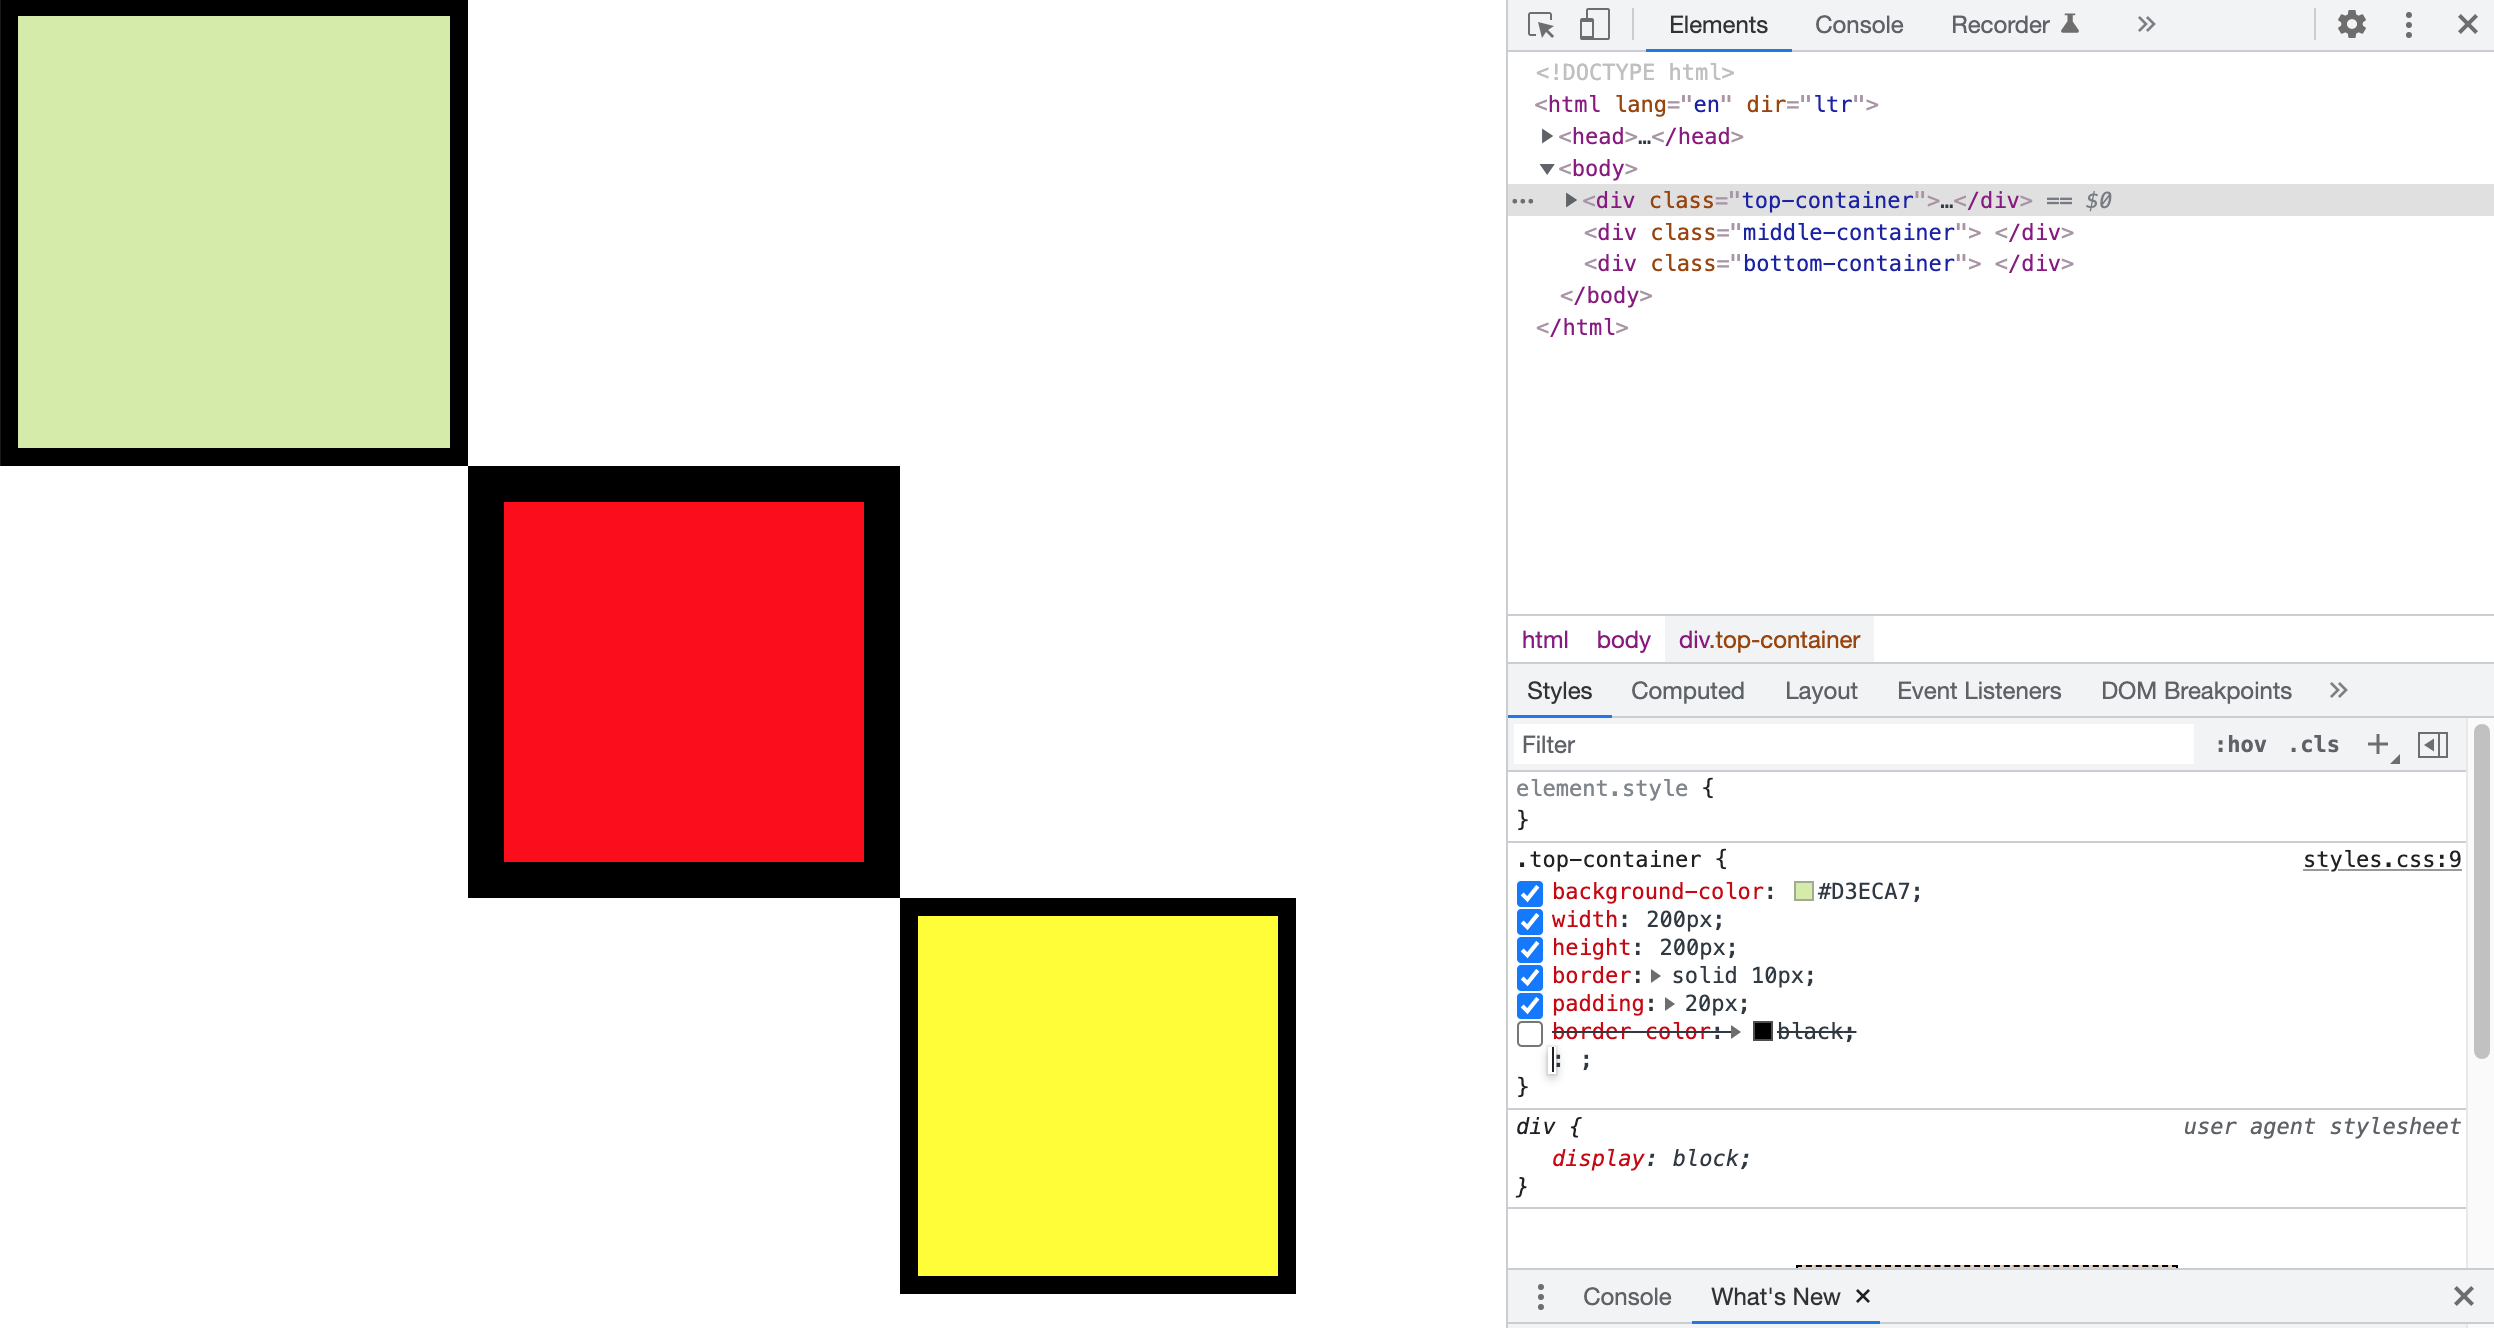 Elements Console Recorder
<!DOCTYPE html>
<html lang="en" dir="ltr">
<head>…</head>
<body>
<div class="top-container">…</div> == $0
<div class="middle-container"> </div>
<div class="bottom-container"> </div>
</body>
</html>
html body div.top-container
Styles Computed Layout Event Listeners DOM Breakpoints
Filter :hov .cls
element.style {
}
.top-container { styles.css:9
background-color: #D3ECA7;
width: 200px;
height: 200px;
border: solid 10px;
padding: 20px;
border-color: black;
: ;
}
div { user agent stylesheet
display: block;
}
Console What's New